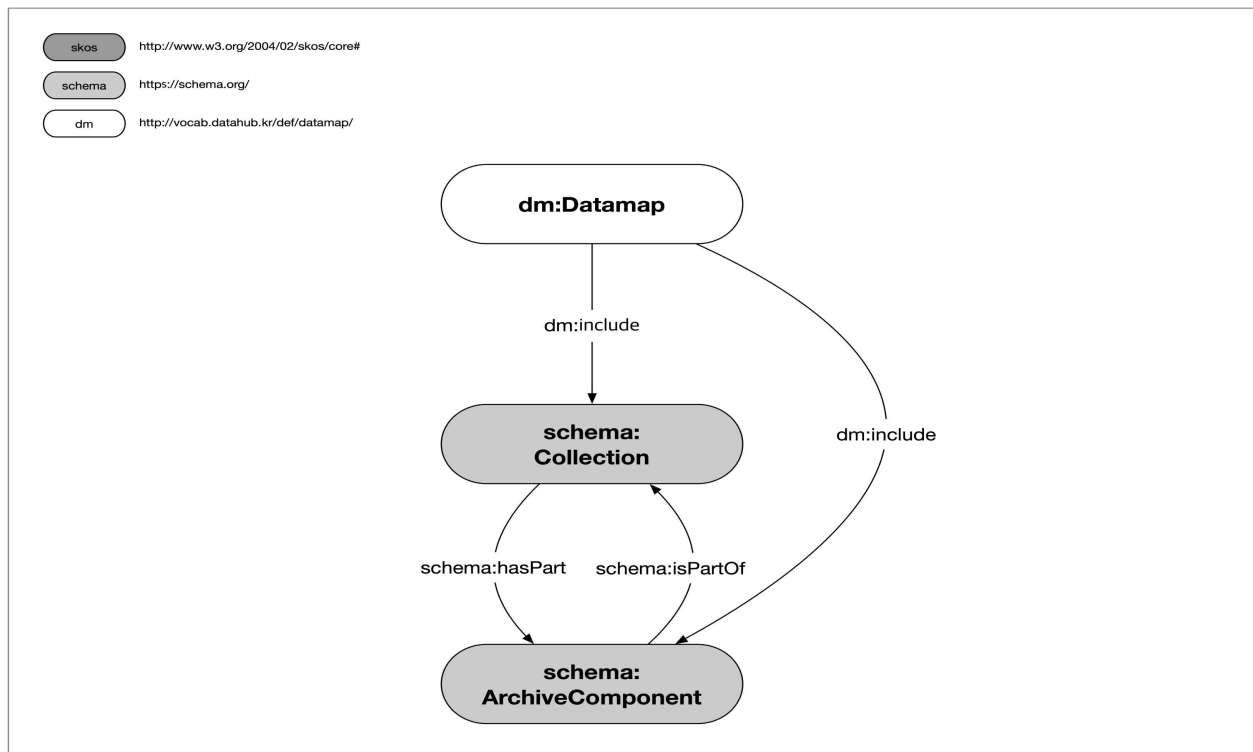 skos http://www.w3.org/2004/02/skos/core#
schema https://schema.org/
dm http://vocab.datahub.kr/def/datamap/
dm:Datamap
dm:include
schema:
Collection
dm:include
schema:hasPart schema:isPartOf
schema:
ArchiveComponent